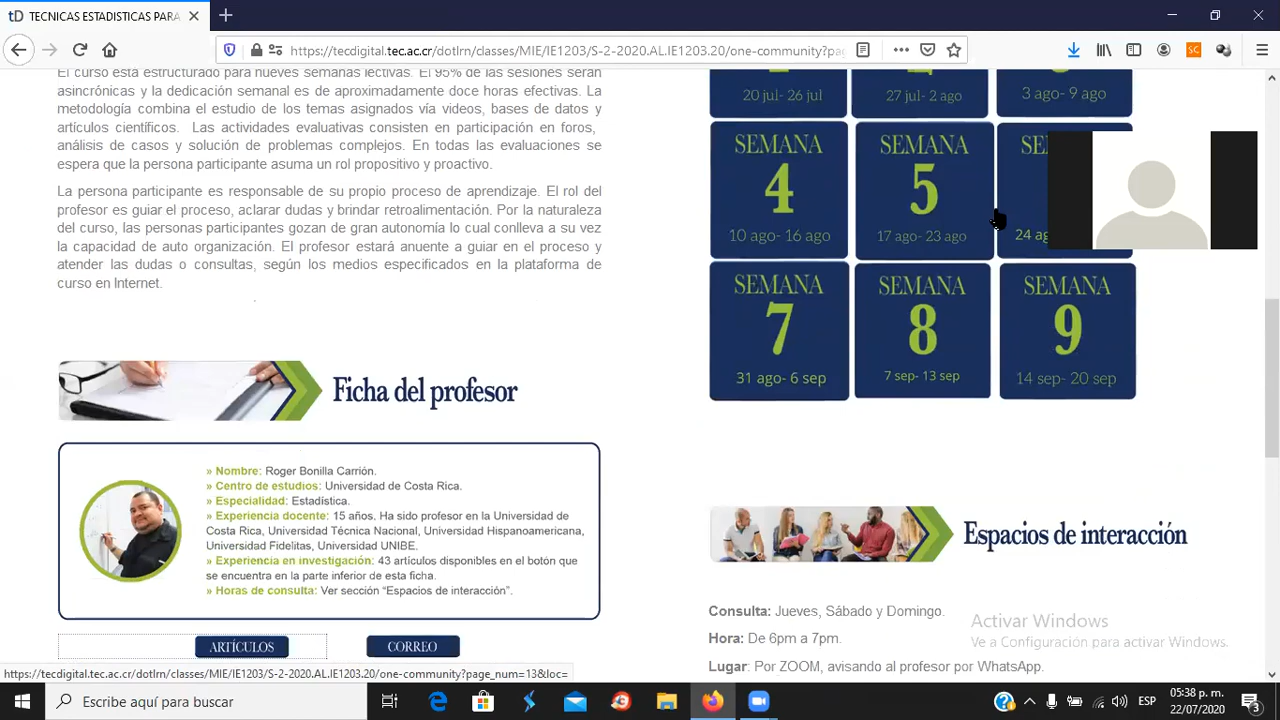 TECNICAS ESTADISTICAS PARA
https://tecdigital.tec.ac.cr/dotlrn/classes/MIE/IE1203/S-2-2020.AL.IE1203.20/one-community?pa
El curso está estructurado para nueves semanas lectivas. El 95% de las sesiones serán
asincrónicas y la dedicación semanal es de aproximadamente doce horas efectivas. La
metodología combina el estudio de los temas asignados vía videos, bases de datos y
artículos científicos. Las actividades evaluativas consisten en participación en foros,
análisis de casos y solución de problemas complejos. En todas las evaluaciones se
espera que la persona participante asuma un rol propositivo y proactivo.
La persona participante es responsable de su propio proceso de aprendizaje. El rol del
profesor es guiar el proceso, aclarar dudas y brindar retroalimentación. Por la naturaleza
del curso, las personas participantes gozan de gran autonomía lo cual conlleva a su vez
la capacidad de auto organización. El profesor estará anuente a guiar en el proceso y
atender las dudas o consultas, según los medios especificados en la plataforma de
curso en Internet.
Ficha del profesor
» Nombre: Roger Bonilla Carrión.
» Centro de estudios: Universidad de Costa Rica.
» Especialidad: Estadística.
» Experiencia docente: 15 años. Ha sido profesor en la Universidad de
Costa Rica, Universidad Técnica Nacional, Universidad Hispanoamericana,
Universidad Fidelitas, Universidad UNIBE.
» Experiencia en investigación: 43 artículos disponibles en el botón que
se encuentra en la parte inferior de esta ficha.
» Horas de consulta: Ver sección "Espacios de interacción".
ARTÍCULOS
CORREO
20 jul- 26 jul
27 jul- 2 ago
3 ago- 9 ago
SEMANA
4
10 ago- 16 ago
SEMANA
5
17 ago- 23 ago
SE
24 ag
SEMANA
7
31 ago- 6 sep
SEMANA
8
7 sep- 13 sep
SEMANA
9
14 sep- 20 sep
Espacios de interacción
Consulta: Jueves, Sábado y Domingo.
Hora: De 6pm a 7pm.
Lugar: Por ZOOM, avisando al profesor por WhatsApp.
Activar Windows
Ve a Configuración para activar Windows.
https://tecdigital.tec.ac.cr/dotlrn/classes/MIE/IE1203/S-2-2020.AL.IE1203.20/one-community?page_num=13&loc=
Escribe aquí para buscar
ESP
05:38 p. m.
22/07/2020
3